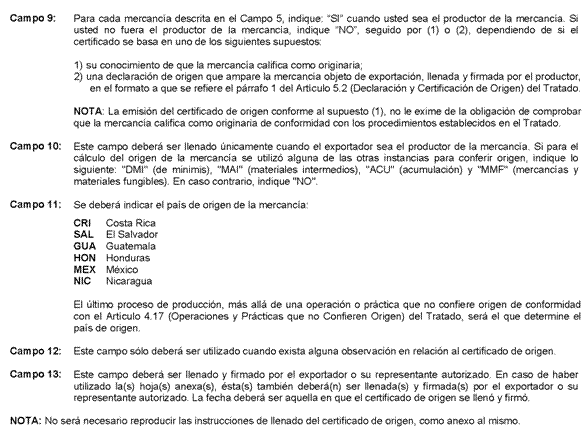 Campo 9: Para cada mercancía descrita en el Campo 5, indique: "SI" cuando usted sea el productor de la mercancía. Si
usted no fuera el productor de la mercancía, indique "NO", seguido por (1) o (2), dependiendo de si el
certificado se basa en uno de los siguientes supuestos:
1) su conocimiento de que la mercancía califica como originaria;
2) una declaración de origen que ampare la mercancía objeto de exportación, llenada y firmada por el productor,
en el formato a que se refiere el párrafo 1 del Artículo 5.2 (Declaración y Certificación de Origen) del Tratado.
NOTA: La emisión del certificado de origen conforme al supuesto (1), no le exime de la obligación de comprobar
que la mercancía califica como originaria de conformidad con los procedimientos establecidos en el Tratado.
Campo 10: Este campo deberá ser llenado únicamente cuando el exportador sea el productor de la mercancía. Si para el
cálculo del origen de la mercancía se utilizó alguna de las otras instancias para conferir origen, indique lo
siguiente: "DMI" (de minimis), "MAI" (materiales intermedios), "ACU" (acumulación) y "MMF" (mercancías y
materiales fungibles). En caso contrario, indique "NO".
Campo 11: Se deberá indicar el país de origen de la mercancía:
CRI Costa Rica
SAL El Salvador
GUA Guatemala
HON Honduras
MEX México
NIC Nicaragua
El último proceso de producción, más allá de una operación o práctica que no confiere origen de conformidad
con el Articulo 4.17 (Operaciones y Prácticas que no Confieren Origen) del Tratado, será el que determine el
país de origen.
Campo 12: Este campo sólo deberá ser utilizado cuando exista alguna observación en relación al certificado de origen.
Campo 13: Este campo deberá ser llenado y firmado por el exportador o su representante autorizado. En caso de haber
utilizado la(s) hoja(s) anexa(s), ésta(s) también deberá(n) ser llenada(s) y firmada(s) por el exportador o su
representante autorizado. La fecha deberá ser aquella en que el certificado de origen se llenó y firmó.
NOTA: No será necesario reproducir las instrucciones de llenado del certificado de origen, como anexo al mismo.